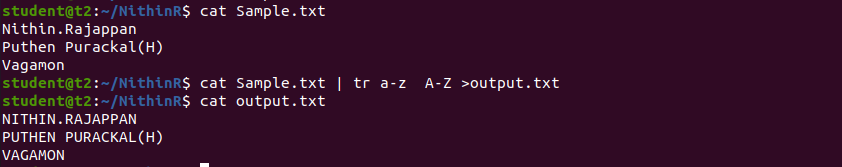 student@t2:~/NithinR$ cat Sample.txt
Nithin.Rajappan
Puthen Purackal(H)
Vagamon
student@t2:~/NithinR$ cat Sample.txt | tr a-z  A-Z >output.txt
student@t2:~/NithinR$ cat output.txt
NITHIN.RAJAPPAN
PUTHEN PURACKAL(H)
VAGAMON